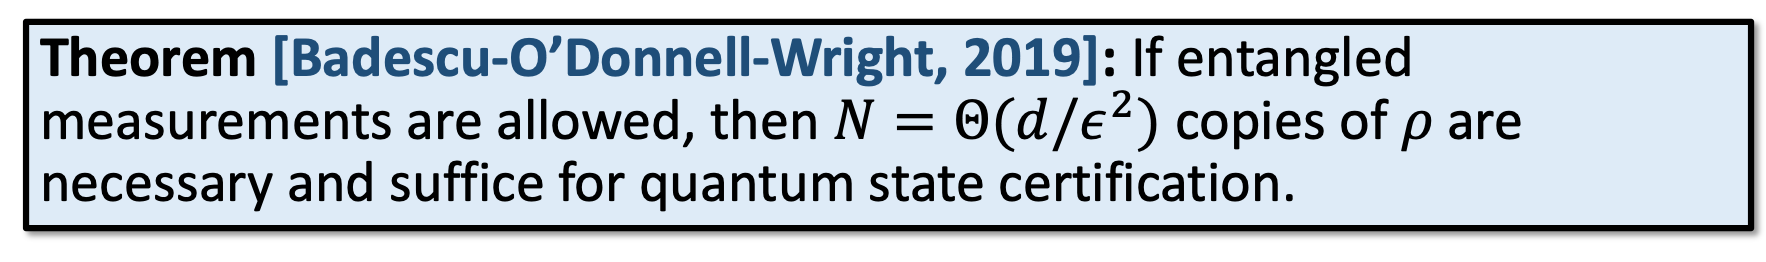 Theorem [Badescu-O’Donnell-Wright, 2019]: If entangled
measurements are allowed, then 𝑁 = Θ(𝑑/𝜖²) copies of 𝜌 are
necessary and suffice for quantum state certification.